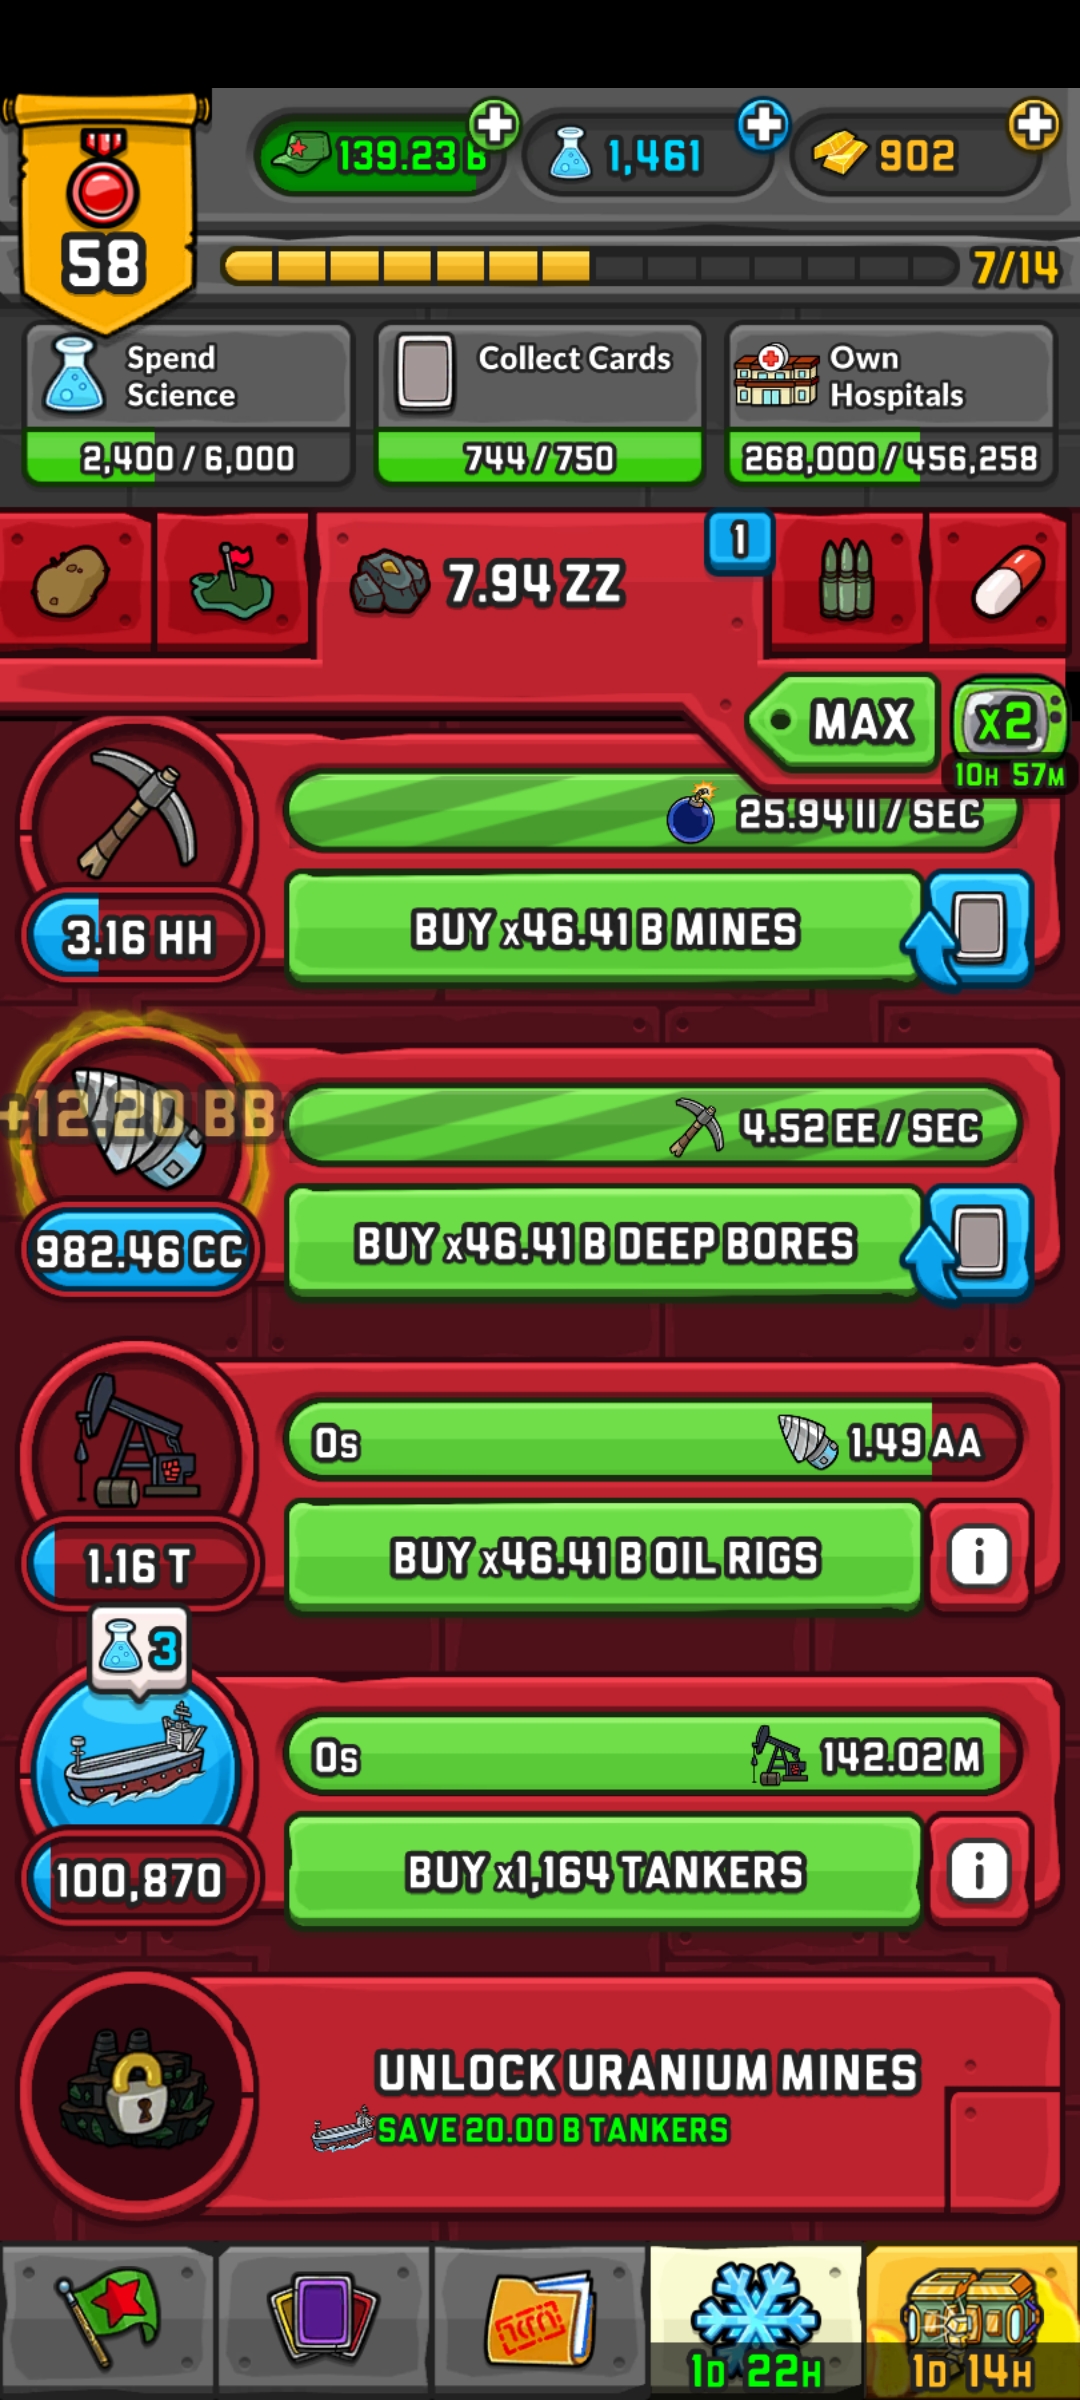 139.23 B
1,461
902
58
7/14
Spend
Science
2,400 / 6,000
Collect Cards
744 / 750
Own
Hospitals
268,000 / 456,258
7.94 ZZ
1
MAX
x2
10H 57M
25.94 II / SEC
3.16 HH
BUY x46.41 B MINES
+12.20 BB
4.52 EE / SEC
982.46 CC
BUY x46.41 B DEEP BORES
0s
1.49 AA
1.16 T
BUY x46.41 B OIL RIGS
i
3
0s
142.02 M
100,870
BUY x1,164 TANKERS
i
UNLOCK URANIUM MINES
SAVE 20.00 B TANKERS
1D 22H
1D 14H